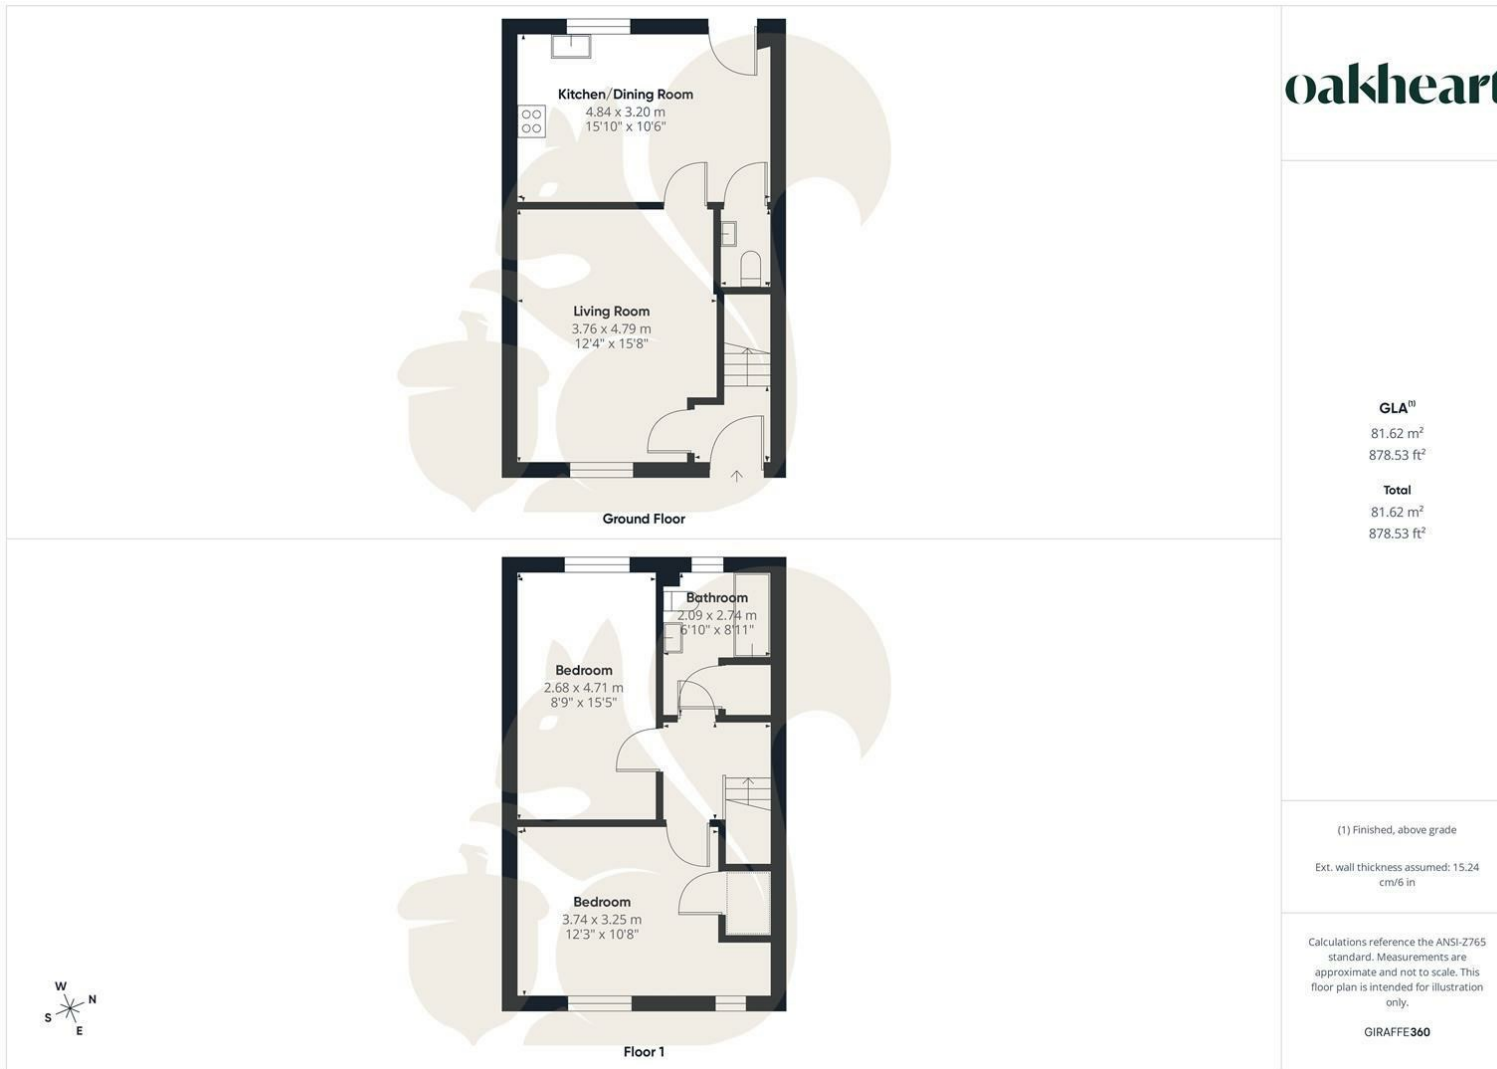 Kitchen/Dining Room
4.84 x 3.20 m
15'10" x 10'6"
Living Room
3.76 x 4.79 m
12'4" x 15'8"
Ground Floor
Bathroom
2.09 x 2.74 m
6'10" x 8'11"
Bedroom
2.68 x 4.71 m
8'9" x 15'5"
Bedroom
3.74 x 3.25 m
12'3" x 10'8"
Floor 1
W
N
S
E
oakheart
GLA(1)
81.62 m²
878.53 ft²
Total
81.62 m²
878.53 ft²
(1) Finished, above grade
Ext. wall thickness assumed: 15.24
cm/6 in
Calculations reference the ANSI-Z765
standard. Measurements are
approximate and not to scale. This
floor plan is intended for illustration
only.
GIRAFFE360